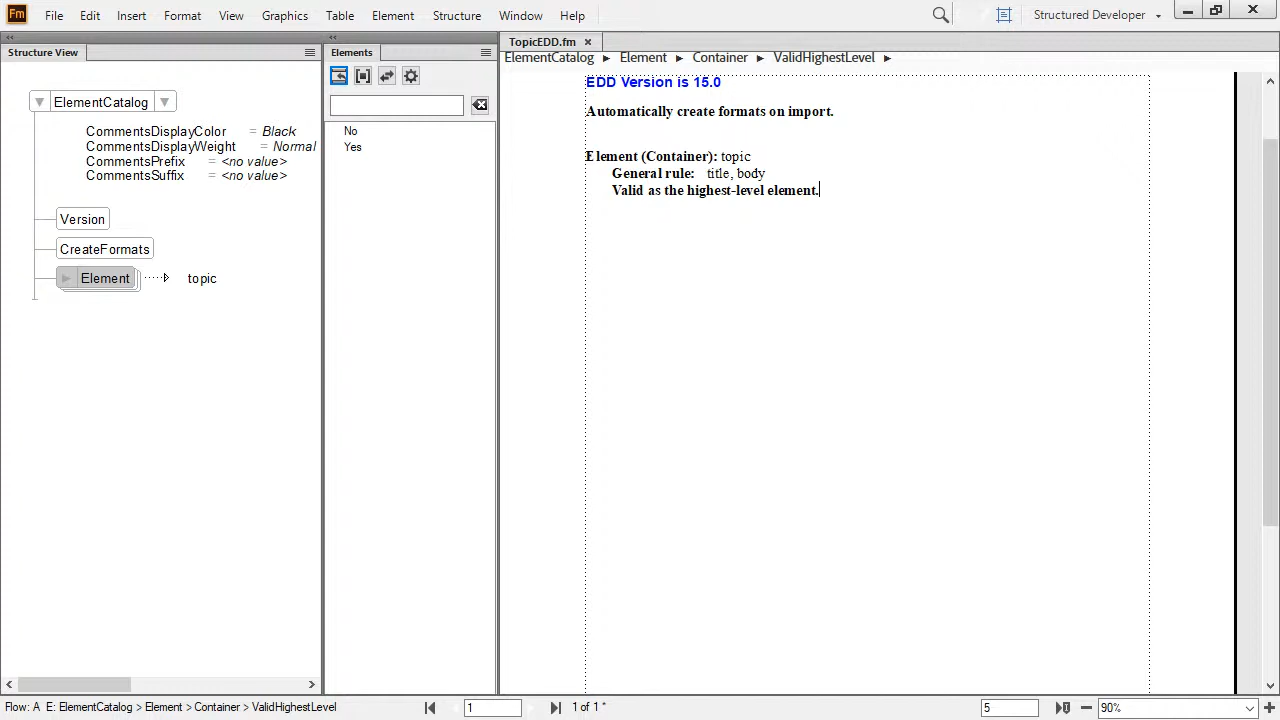 Fm File Edit Insert Format View Graphics Table Element Structure Window Help Structured Developer
Structure View
ElementCatalog
CommentsDisplayColor = Black
CommentsDisplayWeight = Normal
CommentsPrefix = <no value>
CommentsSuffix = <no value>
Version
CreateFormats
Element topic
Elements
No
Yes
TopicEDD.fm
ElementCatalog Element Container ValidHighestLevel
EDD Version is 15.0
Automatically create formats on import.
Element (Container): topic
General rule: title, body
Valid as the highest-level element.
Flow: A E: ElementCatalog > Element > Container > ValidHighestLevel 1 1 of 1 * 5 90%